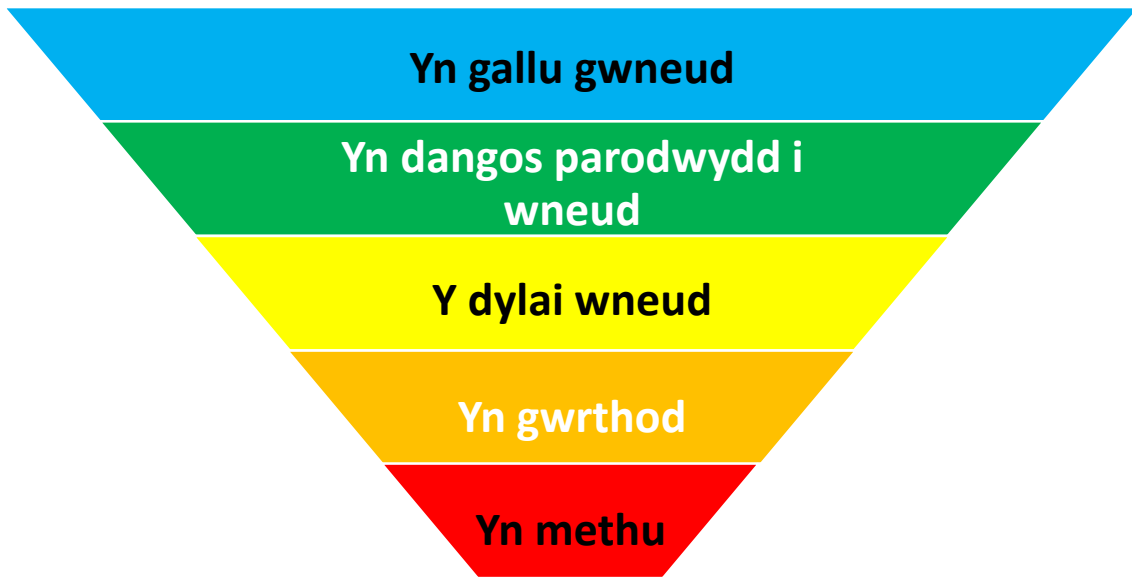 Yn gallu gwneud
Yn dangos parodwydd i
wneud
Y dylai wneud
Yn gwrthod
Yn methu